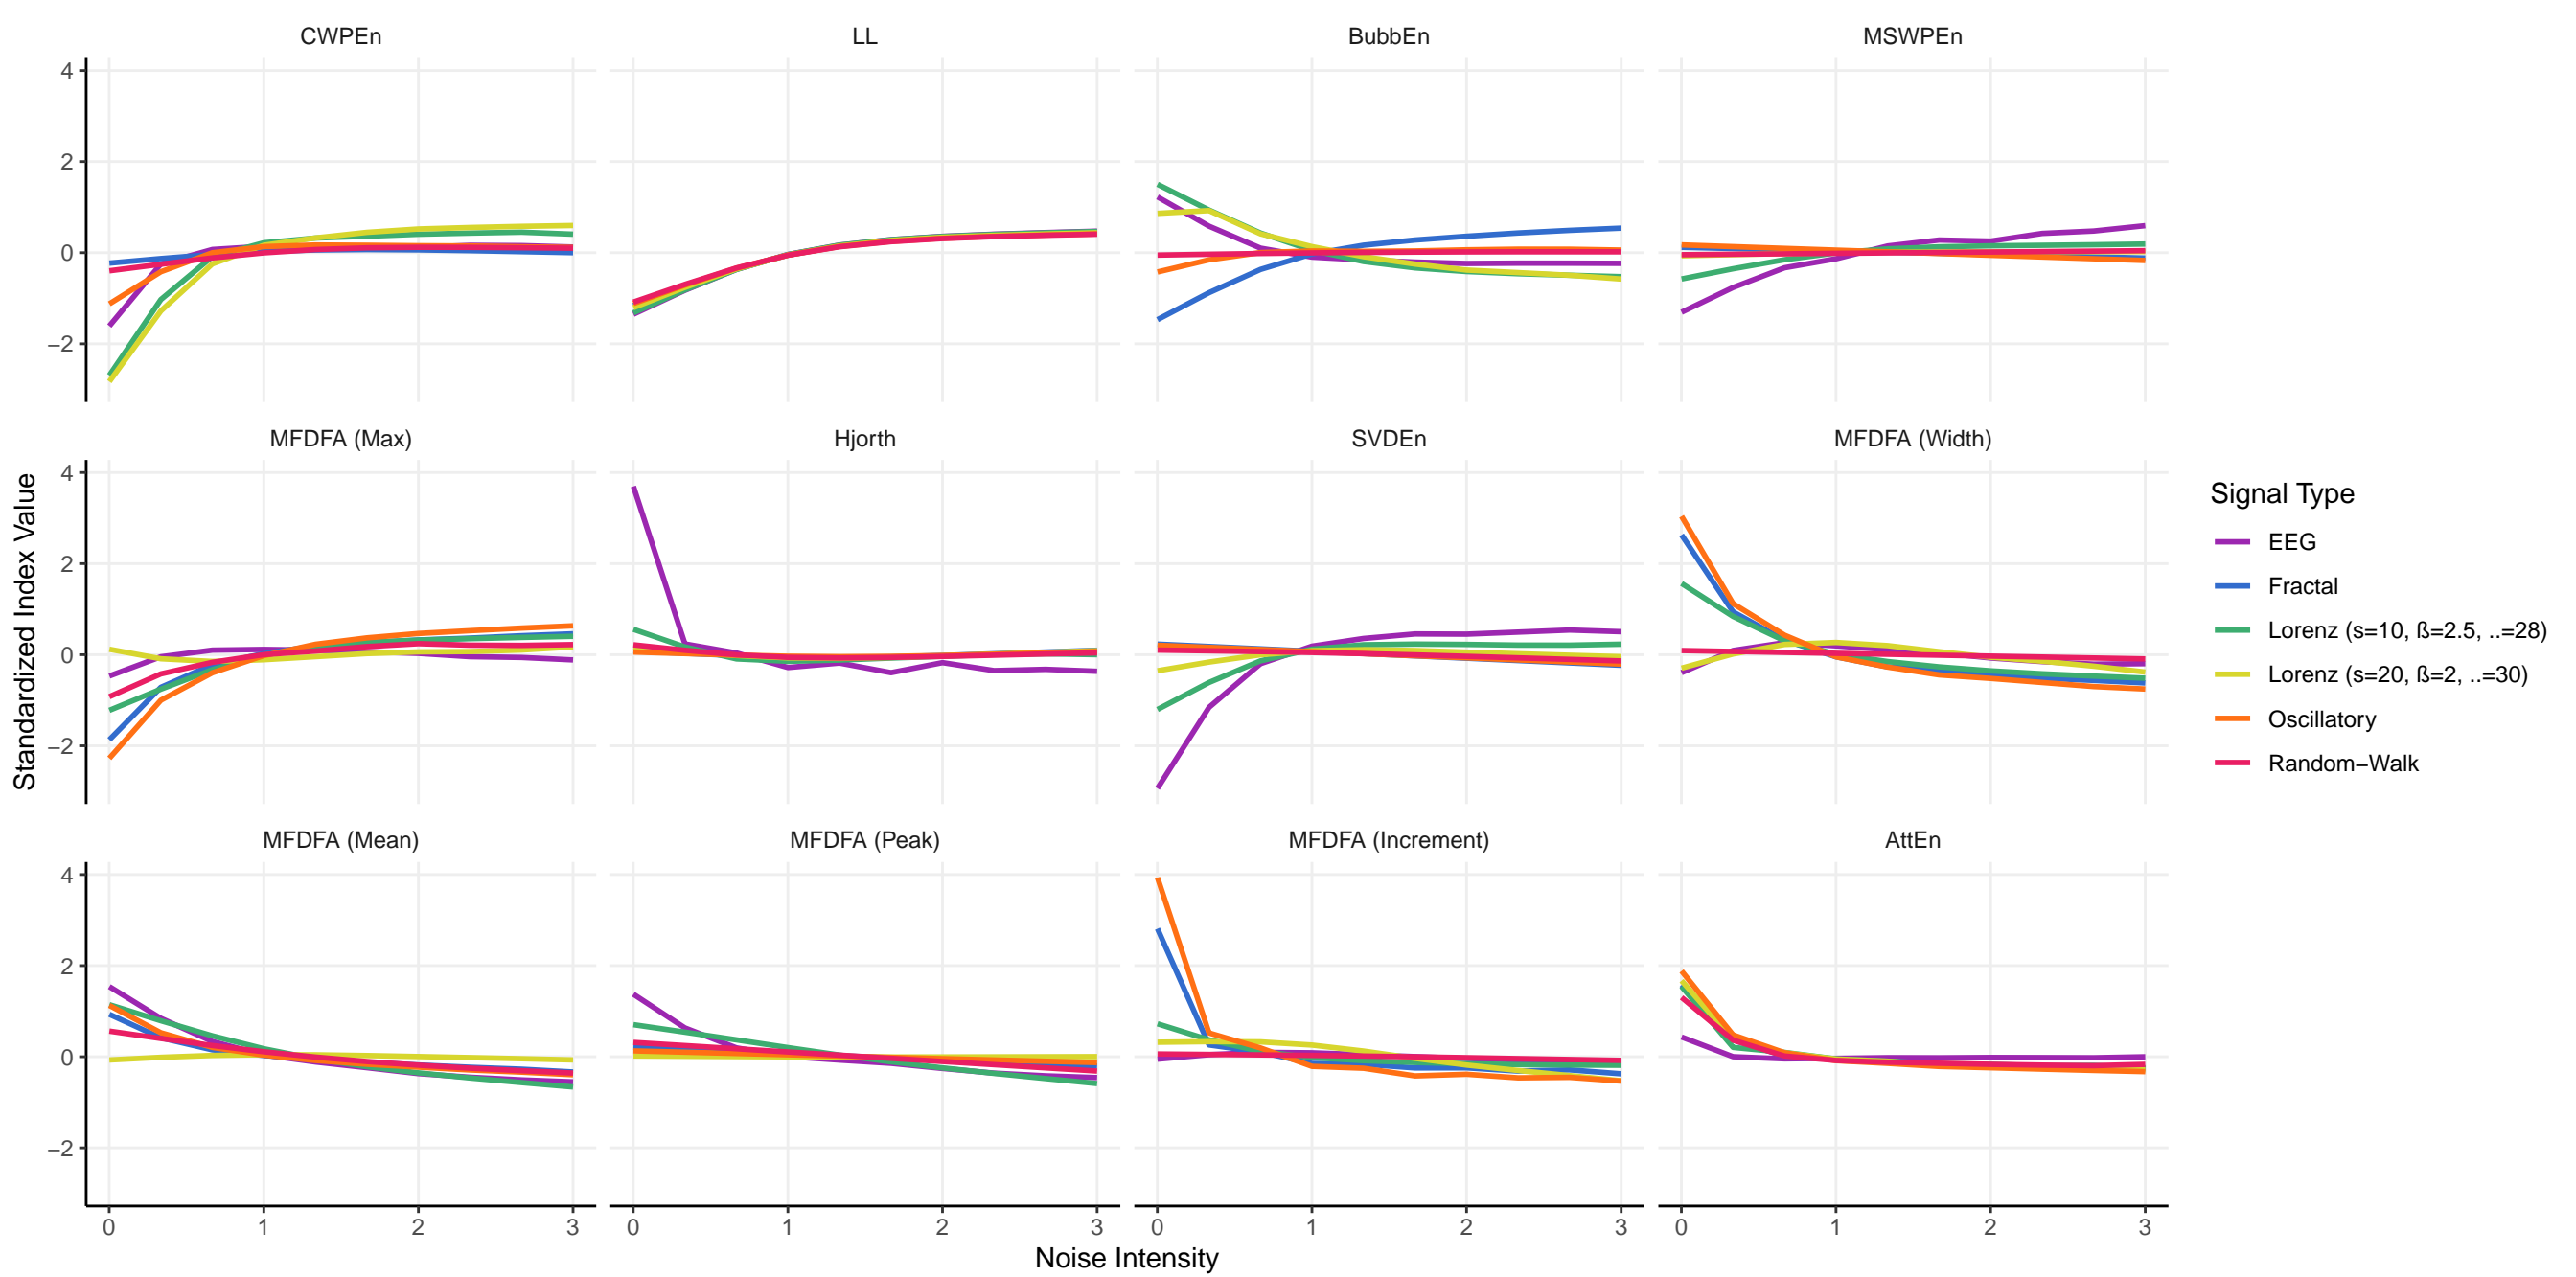 CWPEn LL BubbEn MSWPEn
4
2
0
−2
MFDFA (Max) Hjorth SVDEn MFDFA (Width)
4
2
0
−2
MFDFA (Mean) MFDFA (Peak) MFDFA (Increment) AttEn
4
2
0
−2
0 1 2 3 0 1 2 3 0 1 2 3 0 1 2 3
Noise Intensity
Standardized Index Value
Signal Type
EEG
Fractal
Lorenz (s=10, ß=2.5, ..=28)
Lorenz (s=20, ß=2, ..=30)
Oscillatory
Random−Walk